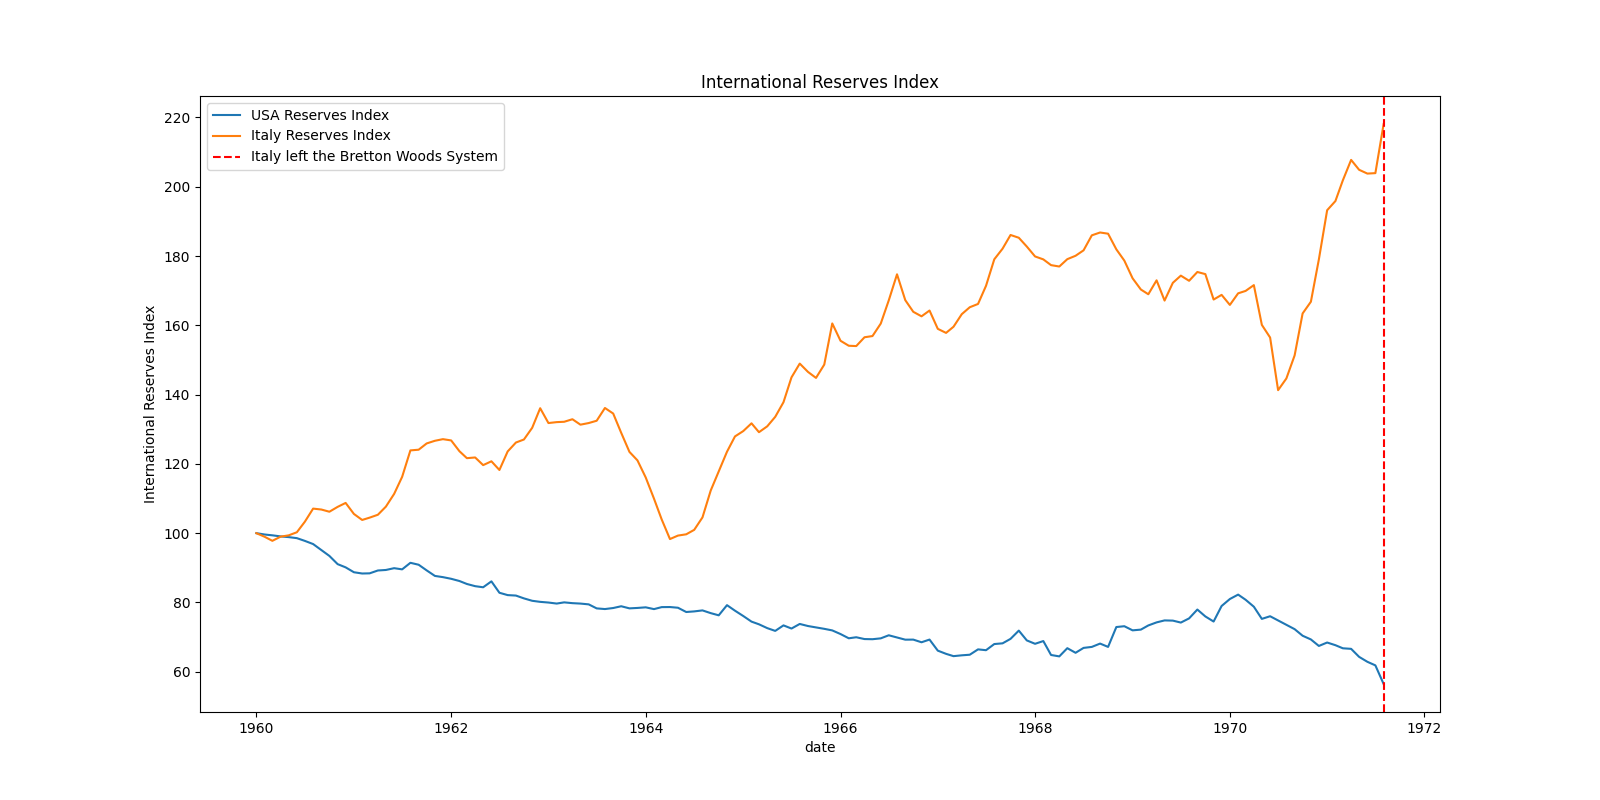 International Reserves Index
USA Reserves Index
Italy Reserves Index
Italy left the Bretton Woods System
International Reserves Index
220
200
180
160
140
120
100
80
60
1960 1962 1964 1966 1968 1970 1972
date